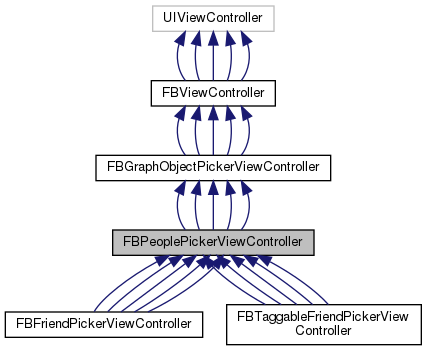 UIViewController
FBViewController
FBGraphObjectPickerViewController
FBPeoplePickerViewController
FBFriendPickerViewController
FBTaggableFriendPickerView
Controller